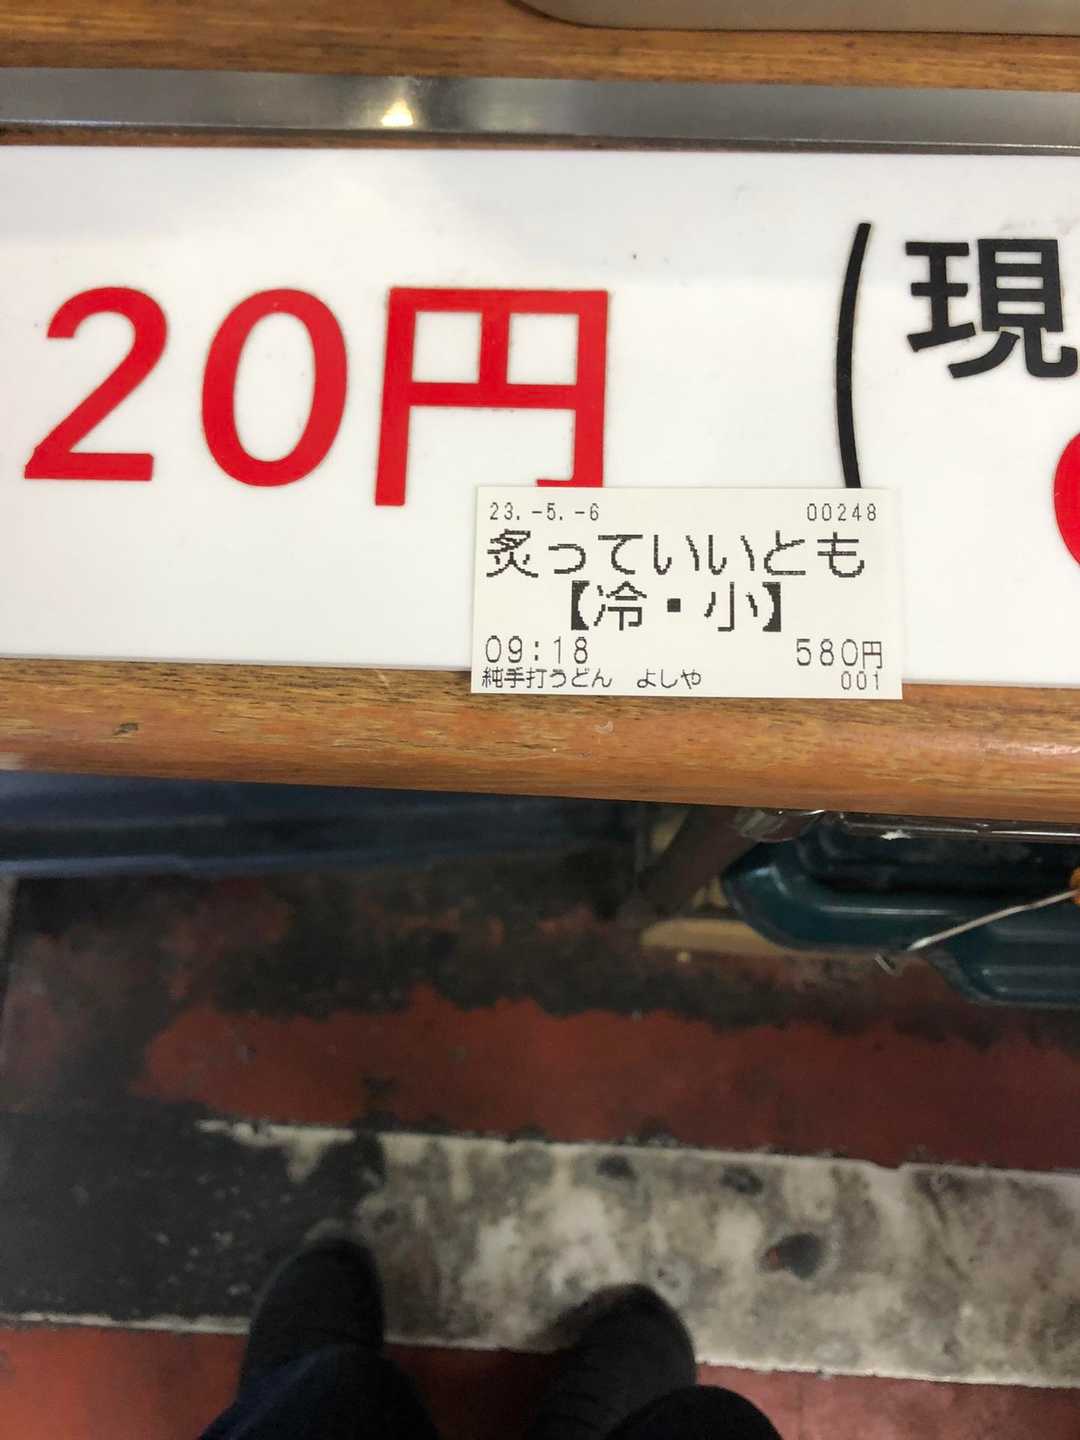 20円
(現
23.-5.-6 00248
炙っていいとも
【冷・小】
09:18 580円
純手打うどん よしや 001